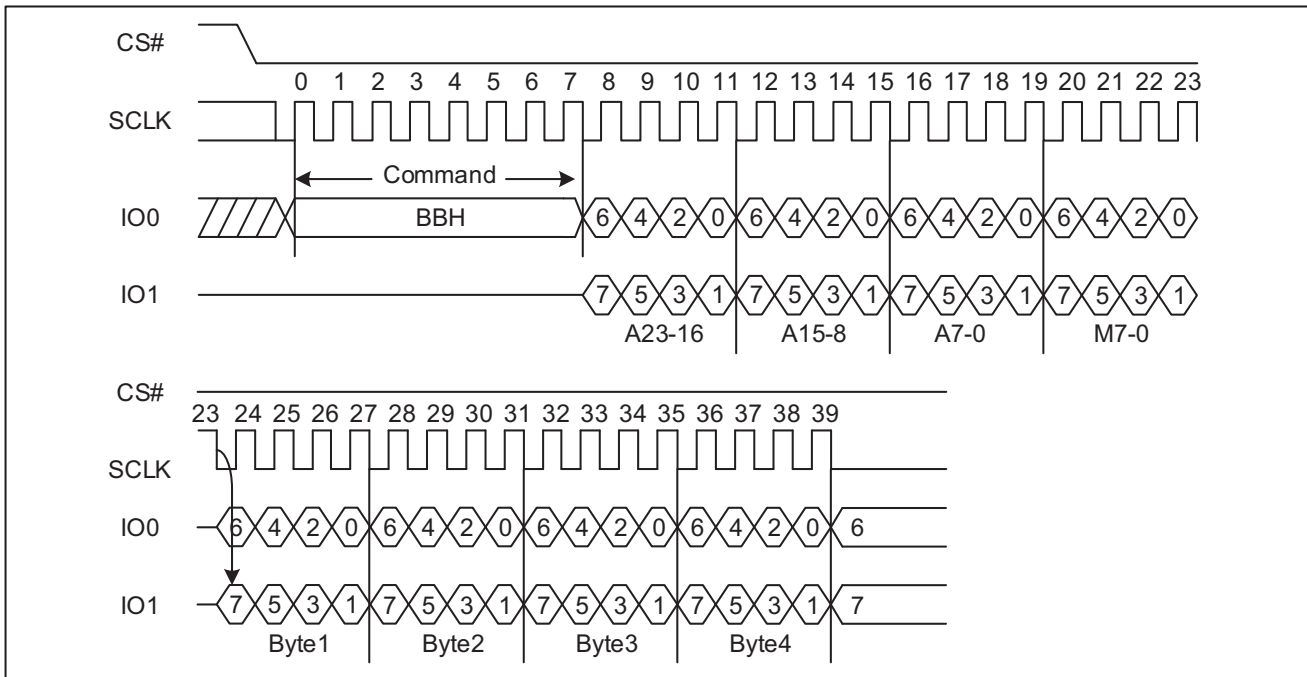 CS#
0 1 2 3 4 5 6 7 8 9 10 11 12 13 14 15 16 17 18 19 20 21 22 23
SCLK
Command
IO0 BBH 6 4 2 0 6 4 2 0 6 4 2 0 6 4 2 0
IO1 7 5 3 1 7 5 3 1 7 5 3 1 7 5 3 1
A23-16 A15-8 A7-0 M7-0
CS#
23 24 25 26 27 28 29 30 31 32 33 34 35 36 37 38 39
SCLK
IO0 6 4 2 0 6 4 2 0 6 4 2 0 6 4 2 0 6
IO1 7 5 3 1 7 5 3 1 7 5 3 1 7 5 3 1 7
Byte1 Byte2 Byte3 Byte4